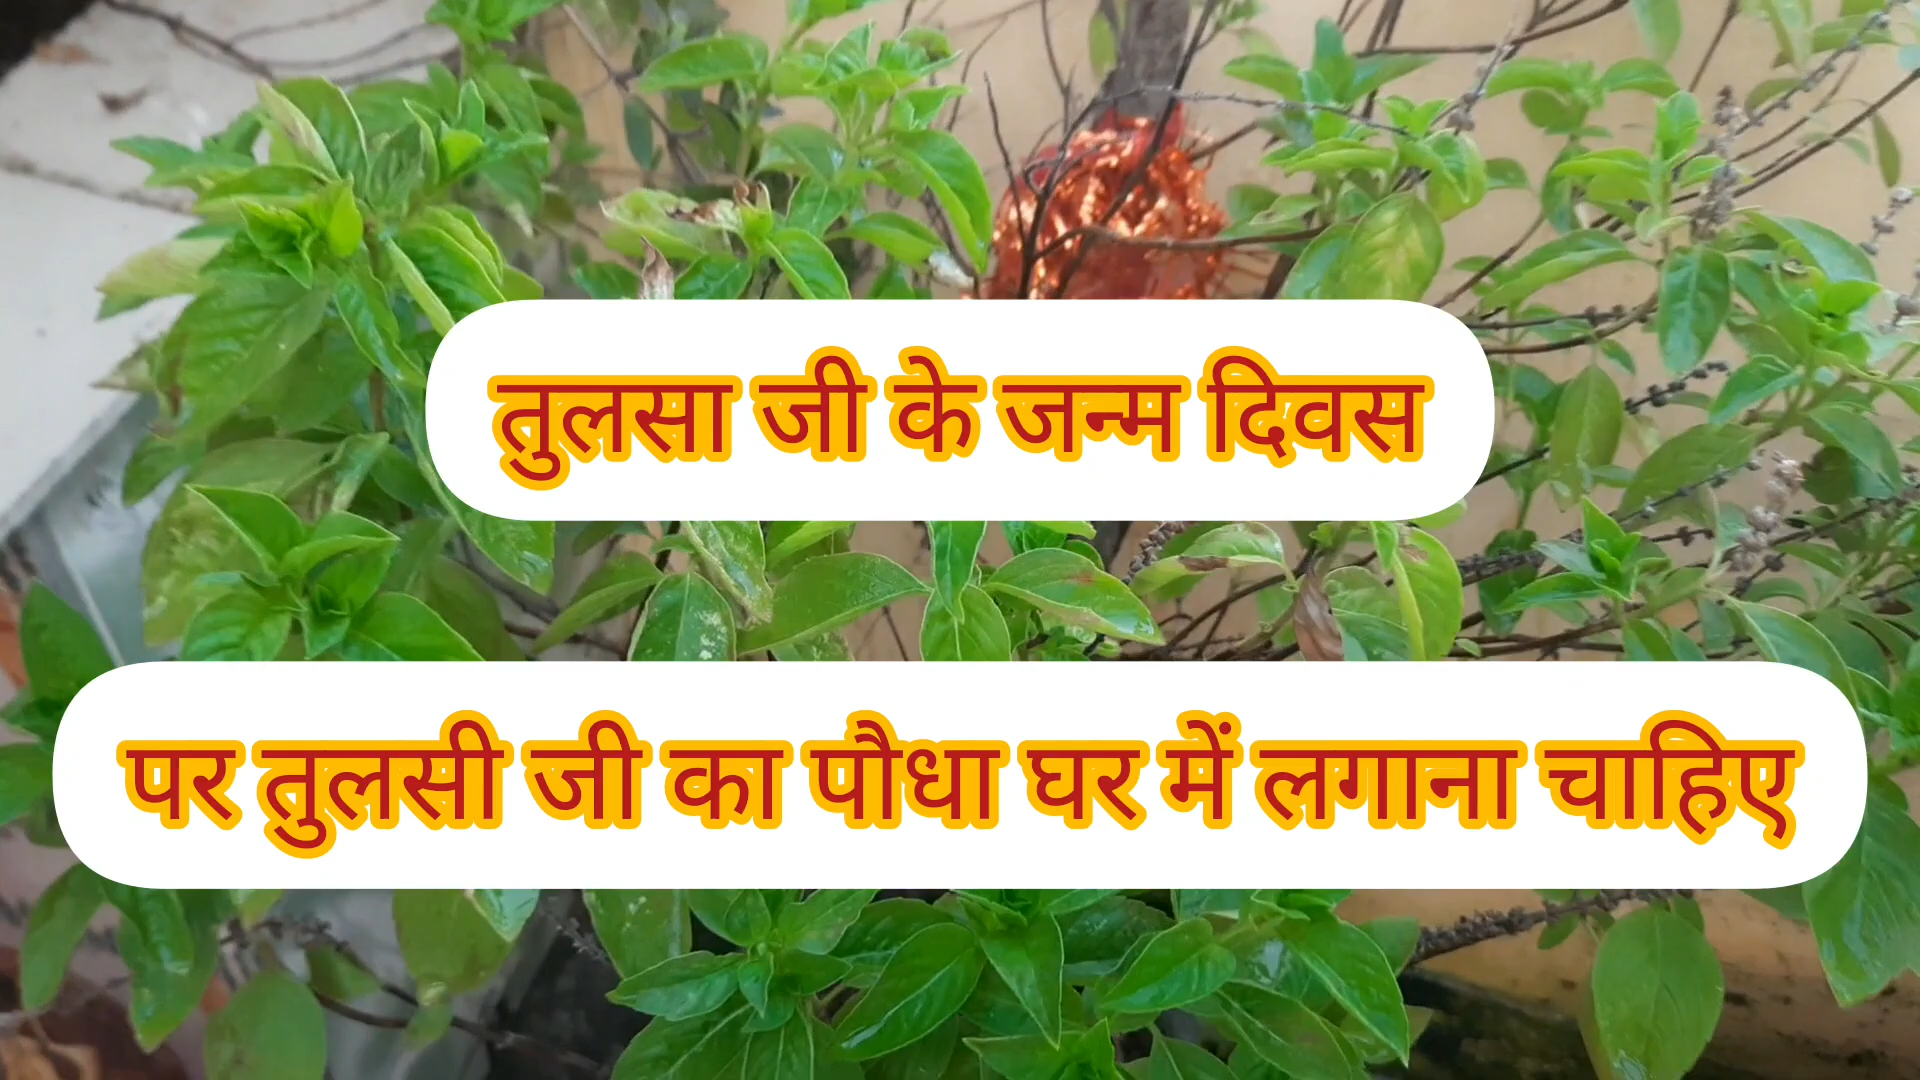 तुलसा जी के जन्म दिवस
पर तुलसी जी का पौधा घर में लगाना चाहिए